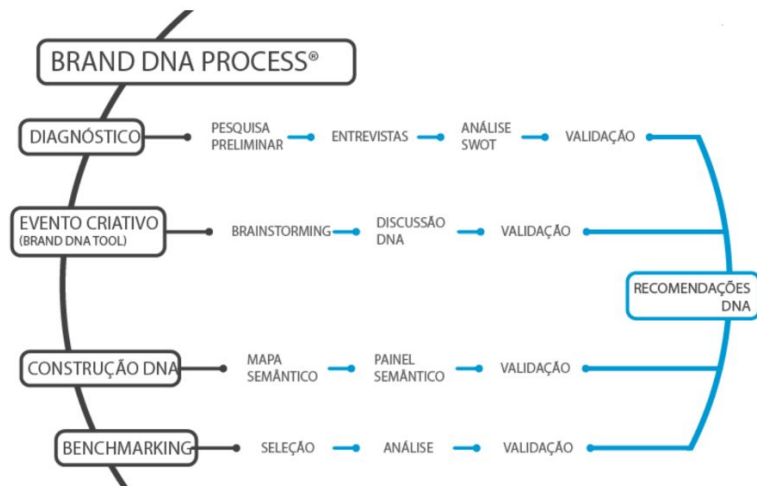 BRAND DNA PROCESS®
DIAGNÓSTICO
PESQUISA
PRELIMINAR
ENTREVISTAS
ANÁLISE
SWOT
VALIDAÇÃO
EVENTO CRIATIVO
(BRAND DNA TOOL)
BRAINSTORMING
DISCUSSÃO
DNA
VALIDAÇÃO
RECOMENDAÇÕES
DNA
CONSTRUÇÃO DNA
MAPA
SEMÂNTICO
PAINEL
SEMÂNTICO
VALIDAÇÃO
BENCHMARKING
SELEÇÃO
ANÁLISE
VALIDAÇÃO